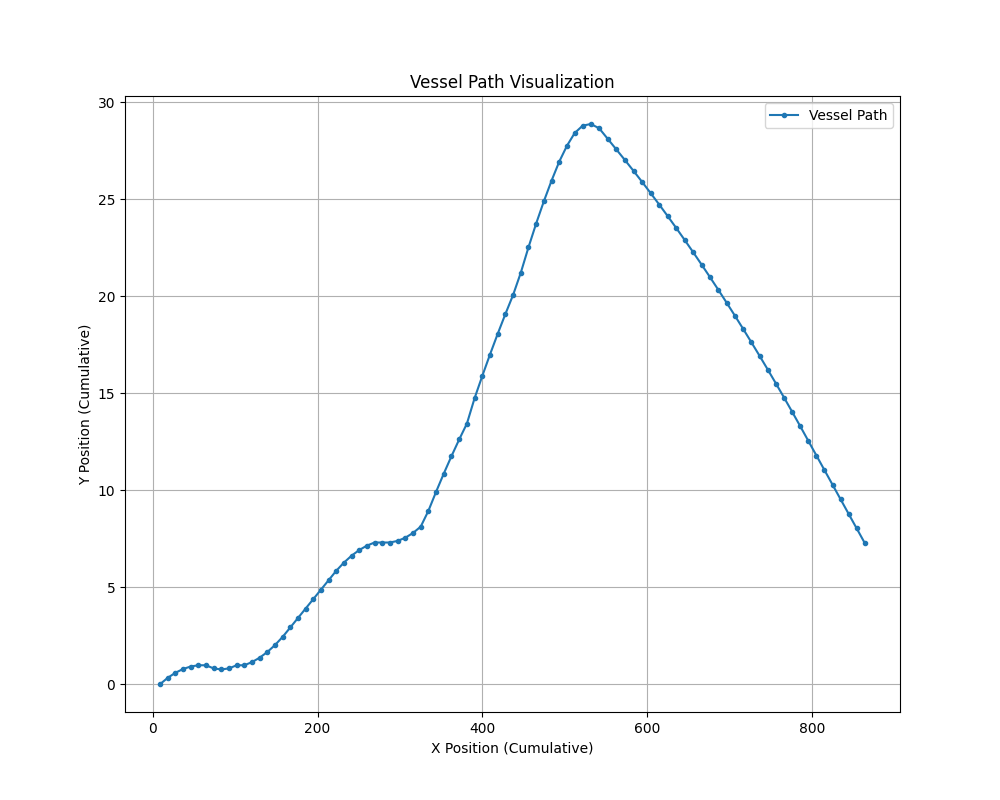 Vessel Path Visualization
Vessel Path
Y Position (Cumulative)
30
25
20
15
10
5
0
0 200 400 600 800
X Position (Cumulative)